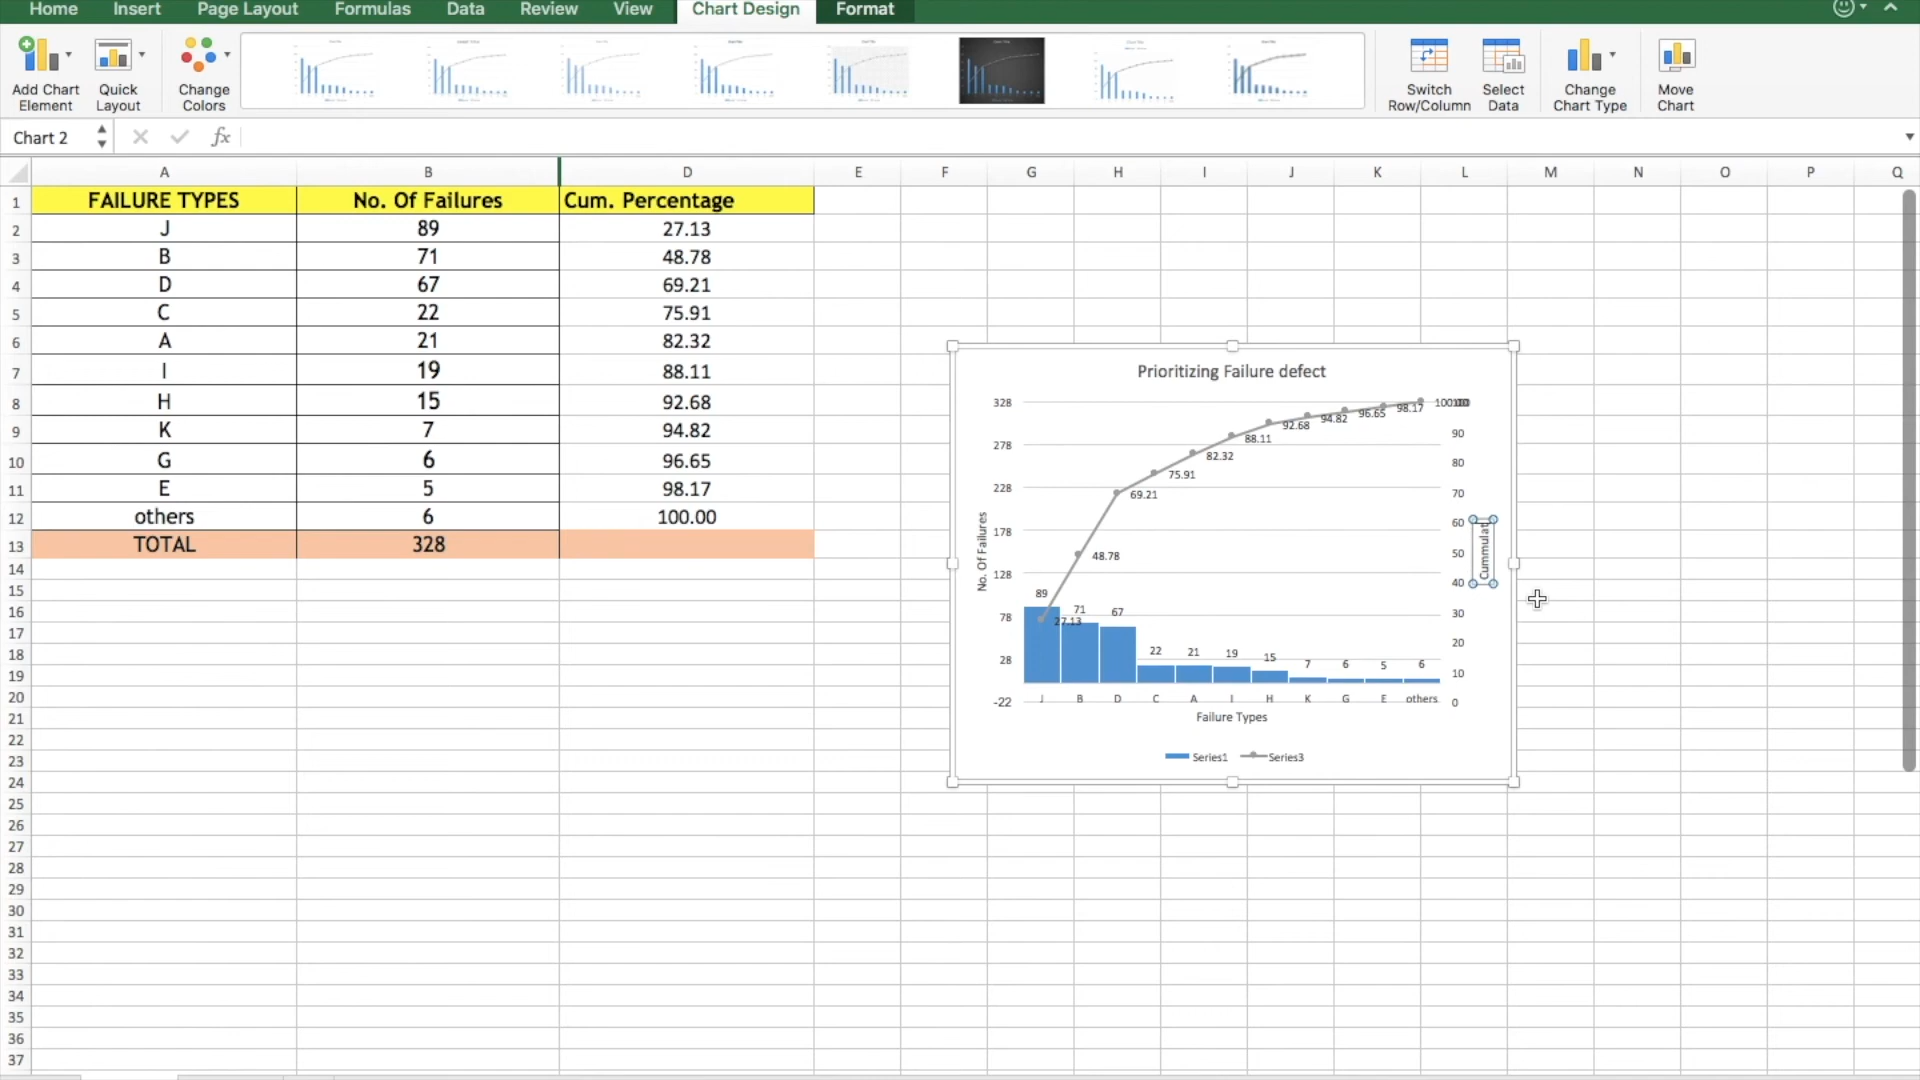 Home Insert Page Layout Formulas Data Review View Chart Design Format
Add Chart Element
Quick Layout
Change Colors
Switch Row/Column
Select Data
Change Chart Type
Move Chart
Chart 2 fx
A B D E F G H I J K L M N O P Q
1 FAILURE TYPES No. Of Failures Cum. Percentage
2 J 89 27.13
3 B 71 48.78
4 D 67 69.21
5 C 22 75.91
6 A 21 82.32
7 I 19 88.11
8 H 15 92.68
9 K 7 94.82
10 G 6 96.65
11 E 5 98.17
12 others 6 100.00
13 TOTAL 328
14
15
16
17
18
19
20
21
22
23
24
25
26
27
28
29
30
31
32
33
34
35
36
37
Prioritizing Failure defect
328
278
228
178
128
78
28
-22
No. Of Failures
27.13 48.78 69.21 75.91 82.32 88.11 92.68 94.82 96.65 98.17
89 71 67 22 21 19 15 7 6 5 6
90
80
70
60
50
40
30
20
10
0
Cummulat
J B D C A I H K G E others
Failure Types
Series1 Series3